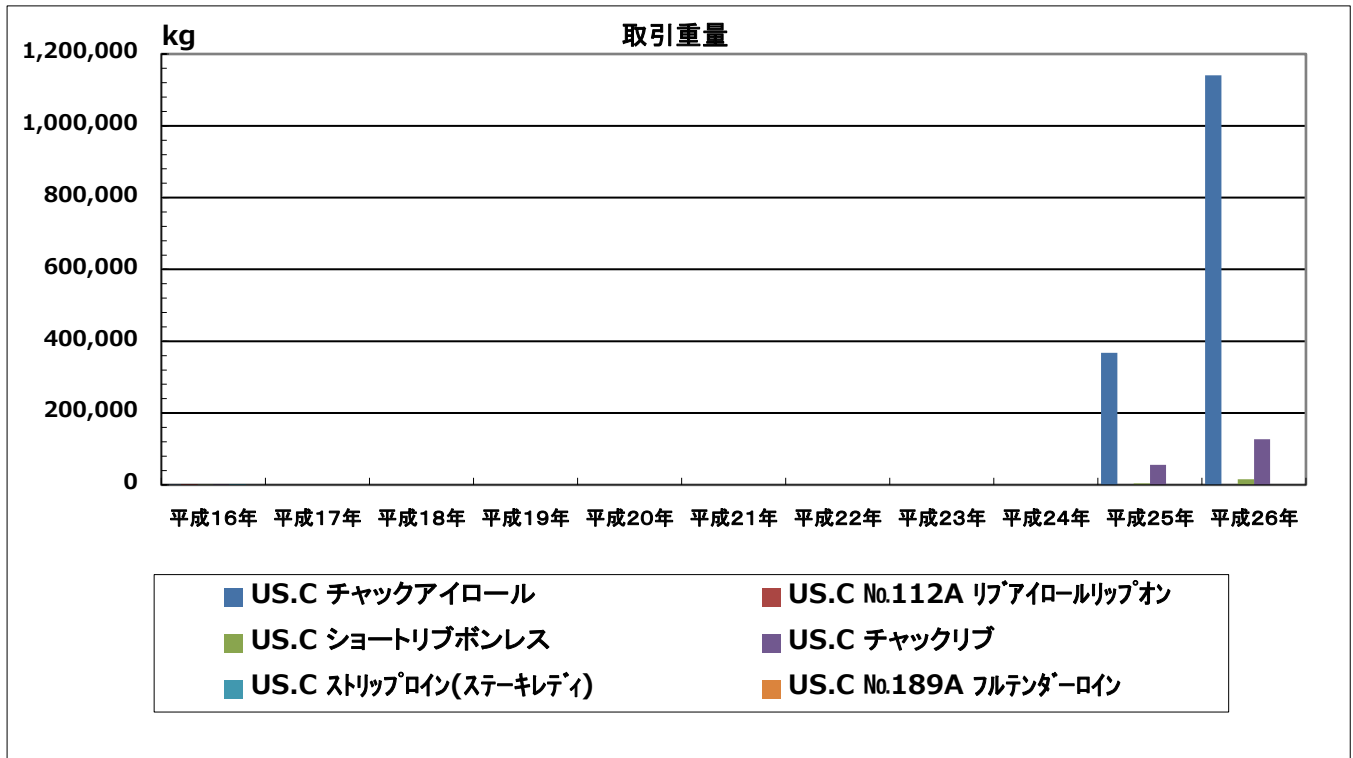 kg 取引重量
1,200,000
1,000,000
800,000
600,000
400,000
200,000
0
平成16年 平成17年 平成18年 平成19年 平成20年 平成21年 平成22年 平成23年 平成24年 平成25年 平成26年
US.C チャックアイロール US.C №112A ﾘﾌﾞｱｲﾛｰﾙﾘｯﾌﾟｵﾝ
US.C ショートリブボンレス US.C チャックリブ
US.C ｽﾄﾘｯﾌﾟﾛｲﾝ(ｽﾃｰｷﾚﾃﾞｨ) US.C №189A ﾌﾙﾃﾝﾀﾞｰﾛｲﾝ